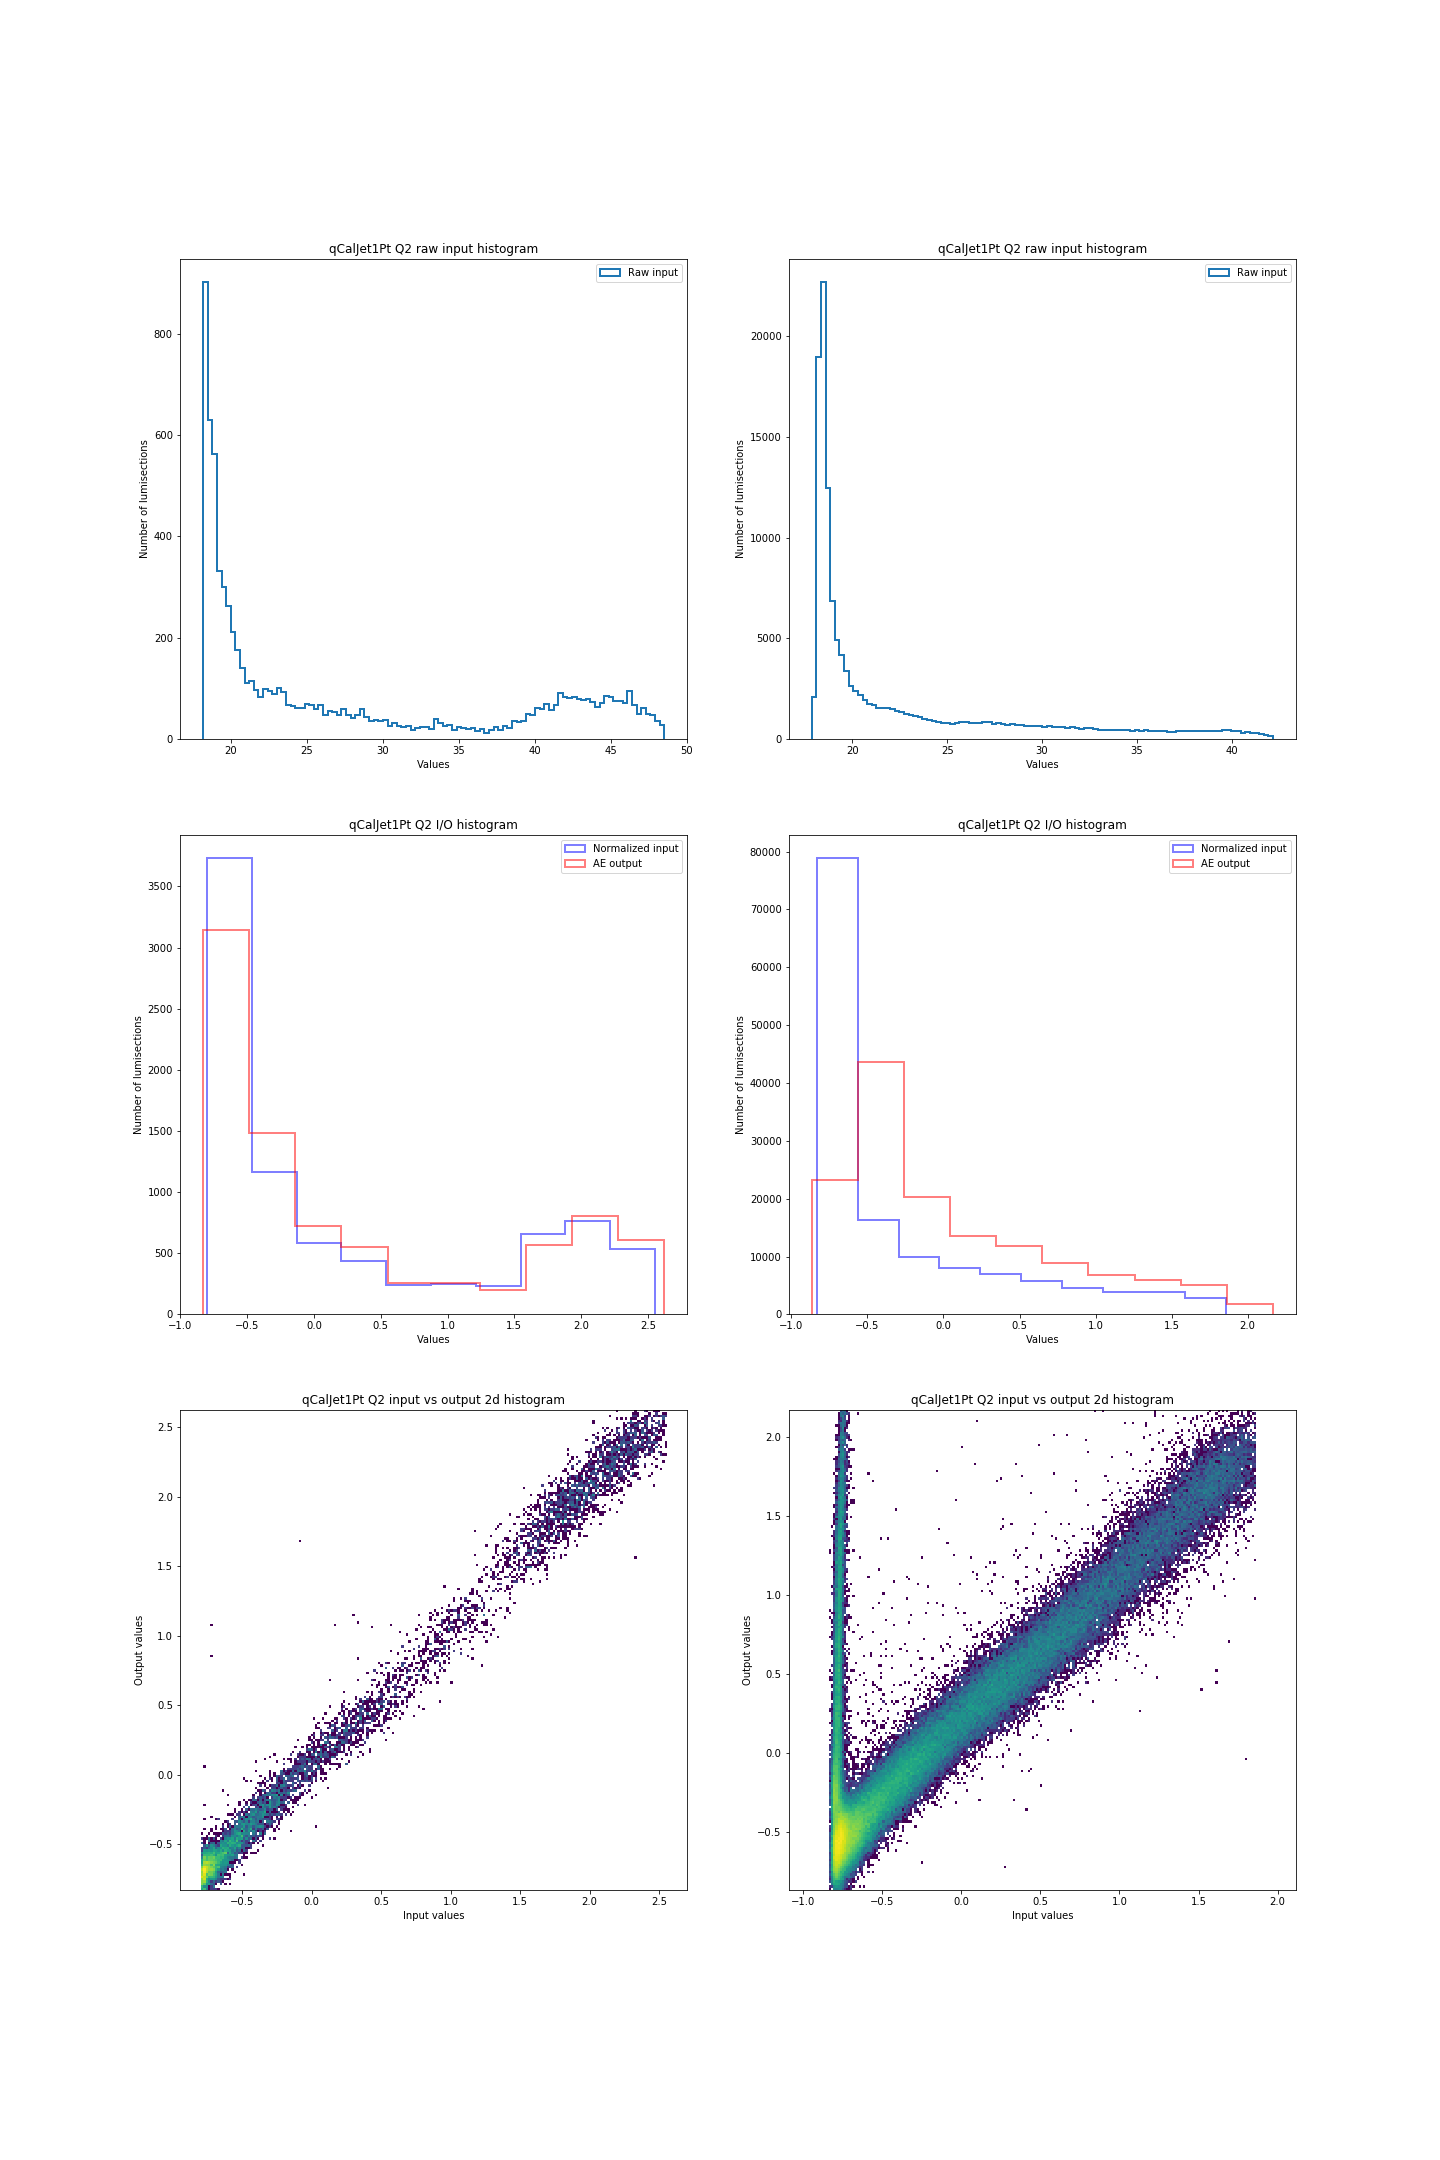 qCalJet1Pt Q2 raw input histogram
Raw input
Number of lumisections
800
600
400
200
0
20 25 30 35 40 45 50
Values
qCalJet1Pt Q2 raw input histogram
Raw input
Number of lumisections
20000
15000
10000
5000
0
20 25 30 35 40
Values
qCalJet1Pt Q2 I/O histogram
Normalized input
AE output
Number of lumisections
3500
3000
2500
2000
1500
1000
500
0
−1.0 −0.5 0.0 0.5 1.0 1.5 2.0 2.5
Values
qCalJet1Pt Q2 I/O histogram
Normalized input
AE output
Number of lumisections
80000
70000
60000
50000
40000
30000
20000
10000
0
−1.0 −0.5 0.0 0.5 1.0 1.5 2.0
Values
qCalJet1Pt Q2 input vs output 2d histogram
Output values
2.5
2.0
1.5
1.0
0.5
0.0
−0.5
−0.5 0.0 0.5 1.0 1.5 2.0 2.5
Input values
qCalJet1Pt Q2 input vs output 2d histogram
Output values
2.0
1.5
1.0
0.5
0.0
−0.5
−1.0 −0.5 0.0 0.5 1.0 1.5 2.0
Input values